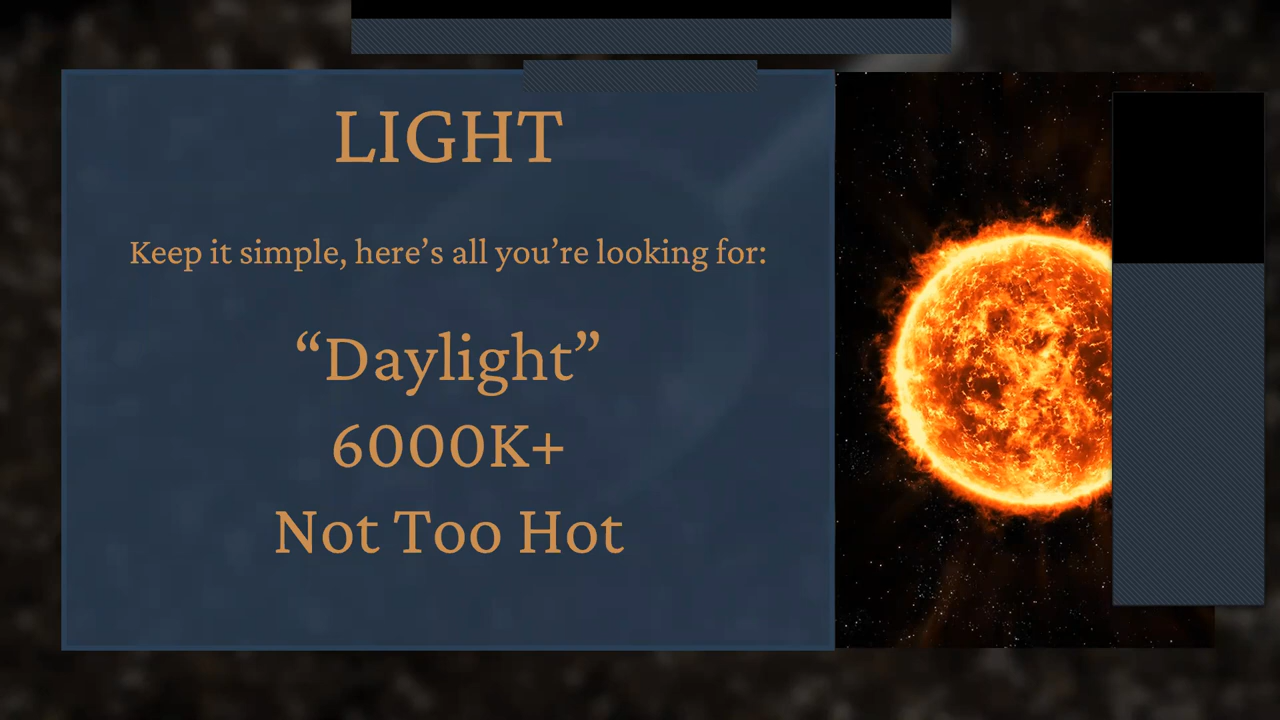 LIGHT
Keep it simple, here’s all you’re looking for:
“Daylight”
6000K+
Not Too Hot